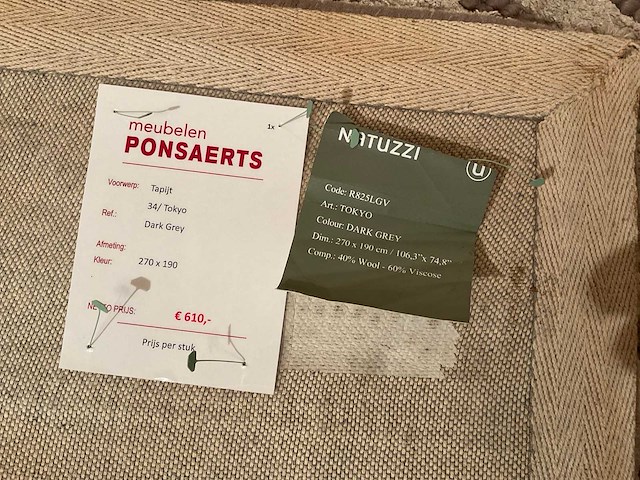 meubelen
1x
PONSAERTS
Voorwerp: Tapijt
34/ Tokyo
Ref.:
Dark Grey
Afmeting:
Kleur: 270 x 190
PRIJS: € 610,-
Prijs per stuk
NATUZZI
U
Code: R825LGV
Art.: TOKYO
Colour: DARK GREY
Dim.: 270 x 190 cm / 106,3"x 74,8"
Comp.: 40% Wool - 60% Viscose